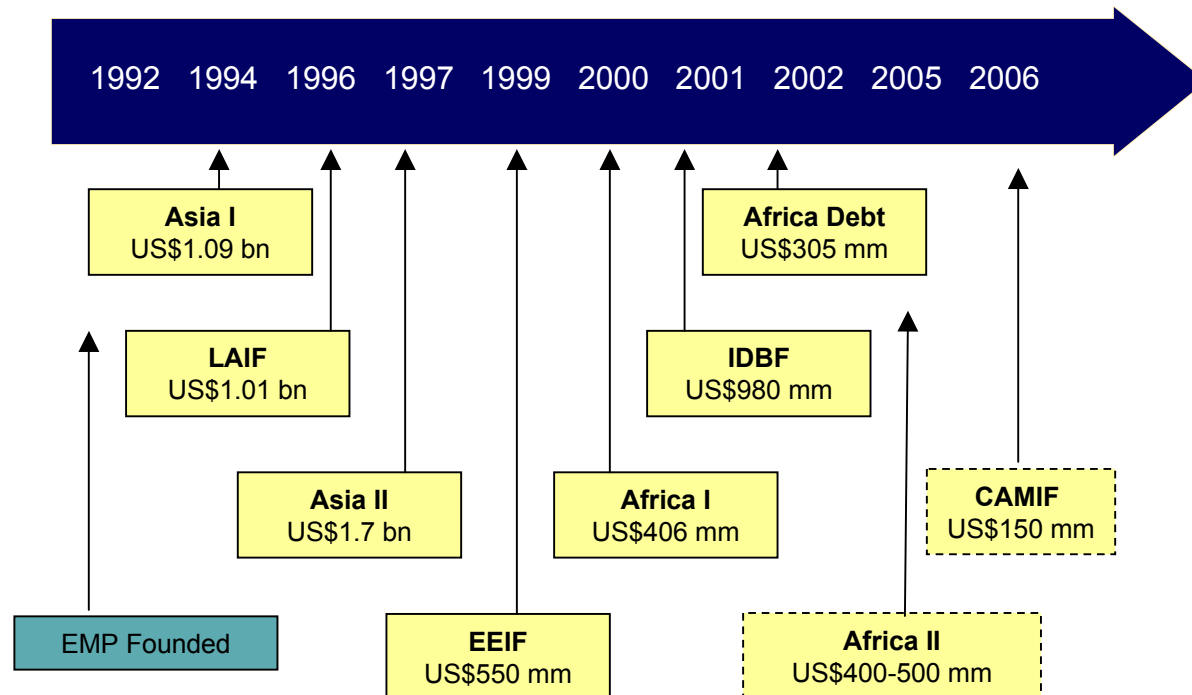 1992 1994 1996 1997 1999 2000 2001 2002 2005 2006
Asia I
US$1.09 bn
Africa Debt
US$305 mm
LAIF
US$1.01 bn
IDBF
US$980 mm
Asia II
US$1.7 bn
Africa I
US$406 mm
CAMIF
US$150 mm
EMP Founded
EEIF
US$550 mm
Africa II
US$400-500 mm